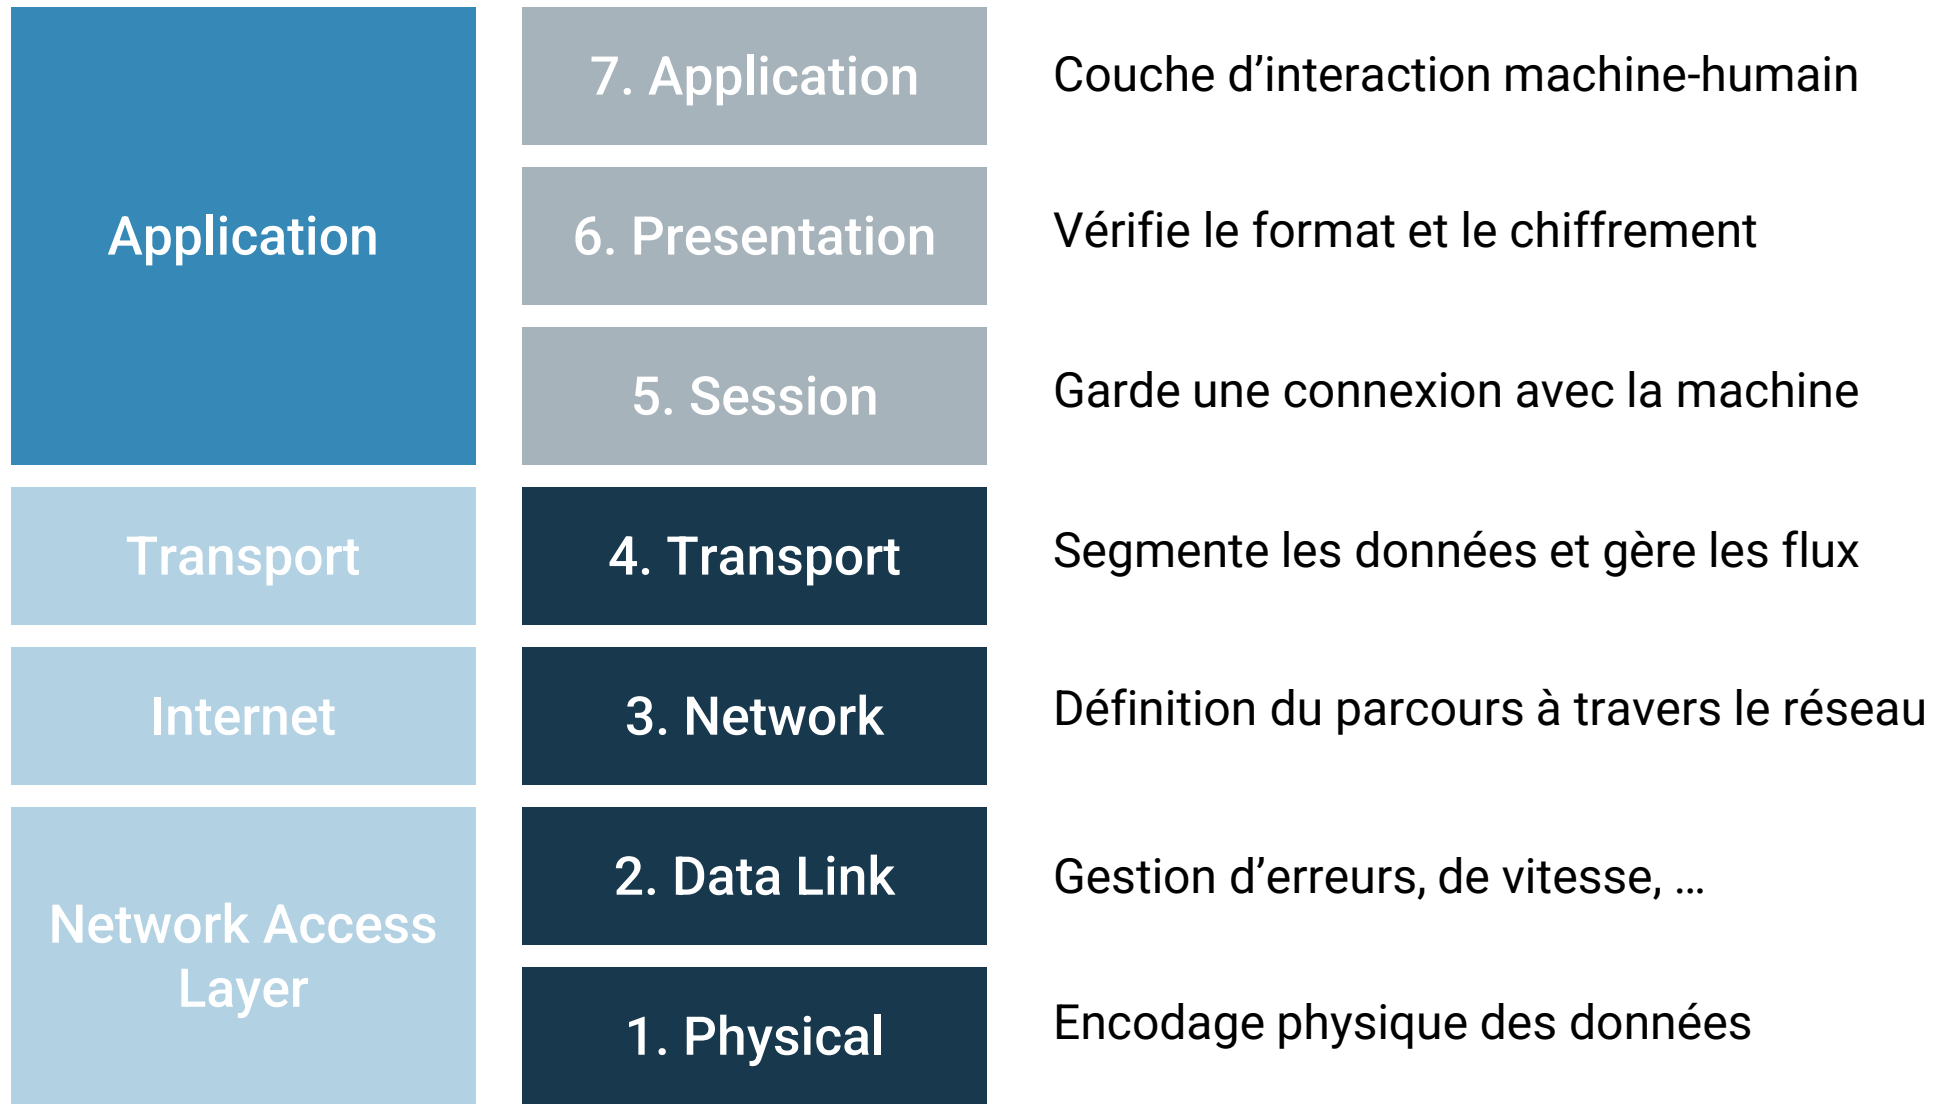 Application
7. Application
Couche d’interaction machine-humain
6. Presentation
Vérifie le format et le chiffrement
5. Session
Garde une connexion avec la machine
Transport
4. Transport
Segmente les données et gère les flux
Internet
3. Network
Définition du parcours à travers le réseau
Network Access
Layer
2. Data Link
Gestion d’erreurs, de vitesse, …
1. Physical
Encodage physique des données